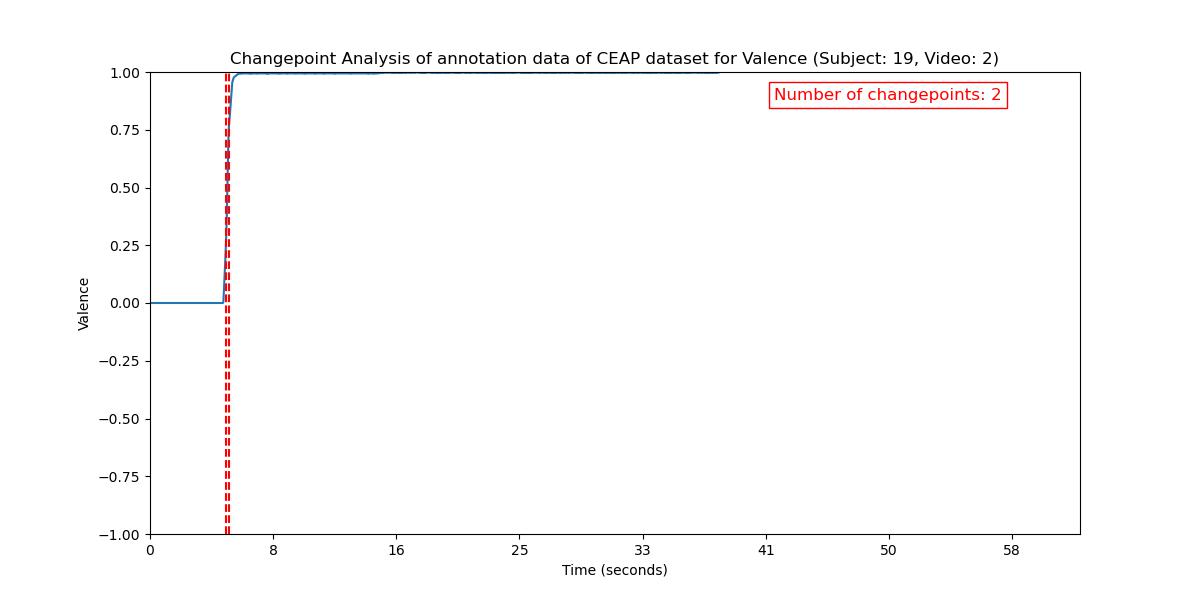 Changepoint Analysis of annotation data of CEAP dataset for Valence (Subject: 19, Video: 2)
Number of changepoints: 2
1.00
0.75
0.50
0.25
0.00
−0.25
−0.50
−0.75
−1.00
Valence
0 8 16 25 33 41 50 58
Time (seconds)